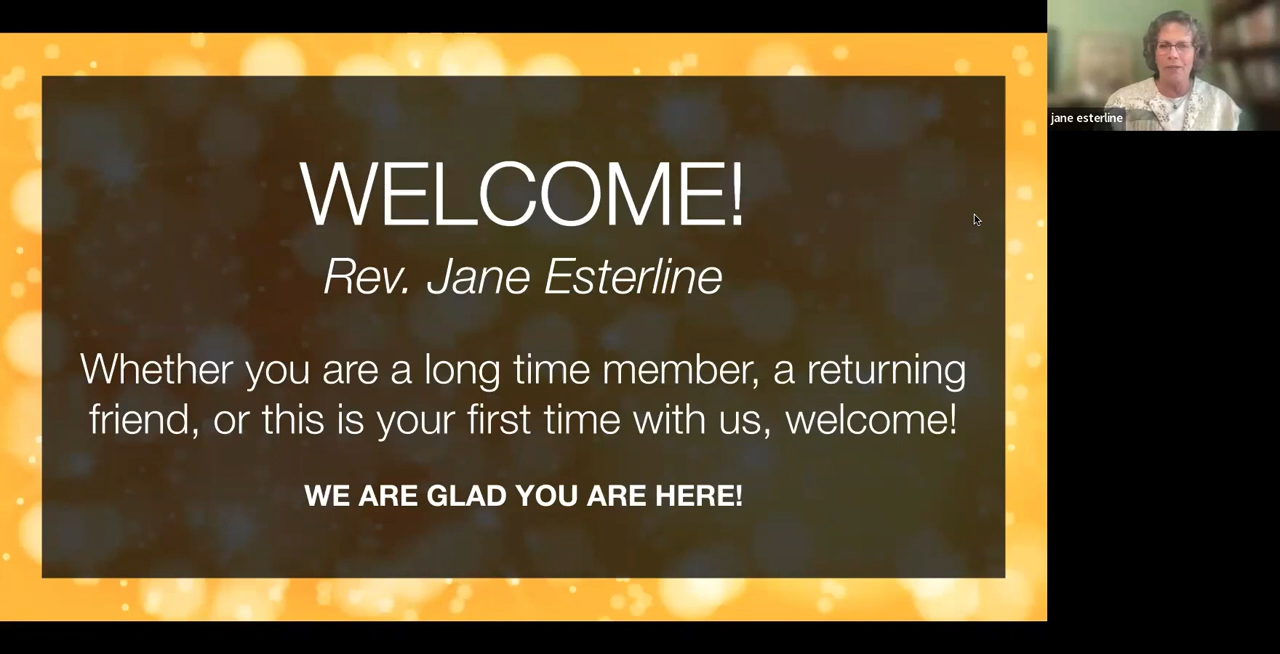 WELCOME!
Rev. Jane Esterline
Whether you are a long time member, a returning
friend, or this is your first time with us, welcome!
WE ARE GLAD YOU ARE HERE!
jane esterline